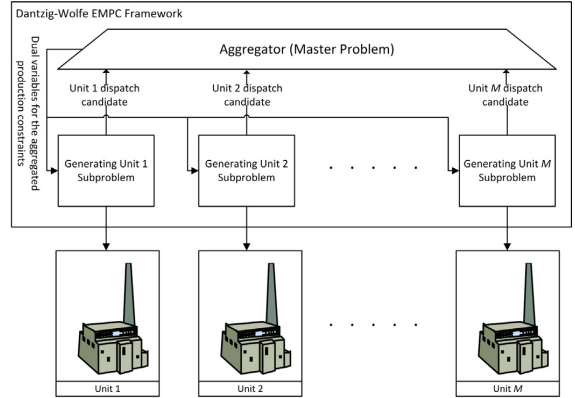 Dantzig-Wolfe EMPC Framework
Aggregator (Master Problem)
Dual variables for the aggregated
production constraints
Unit 1 dispatch
candidate
Unit 2 dispatch
candidate
Unit M dispatch
candidate
Generating Unit 1
Subproblem
Generating Unit 2
Subproblem
. . . . .
Generating Unit M
Subproblem
. . . . .
Unit 1
Unit 2
Unit M